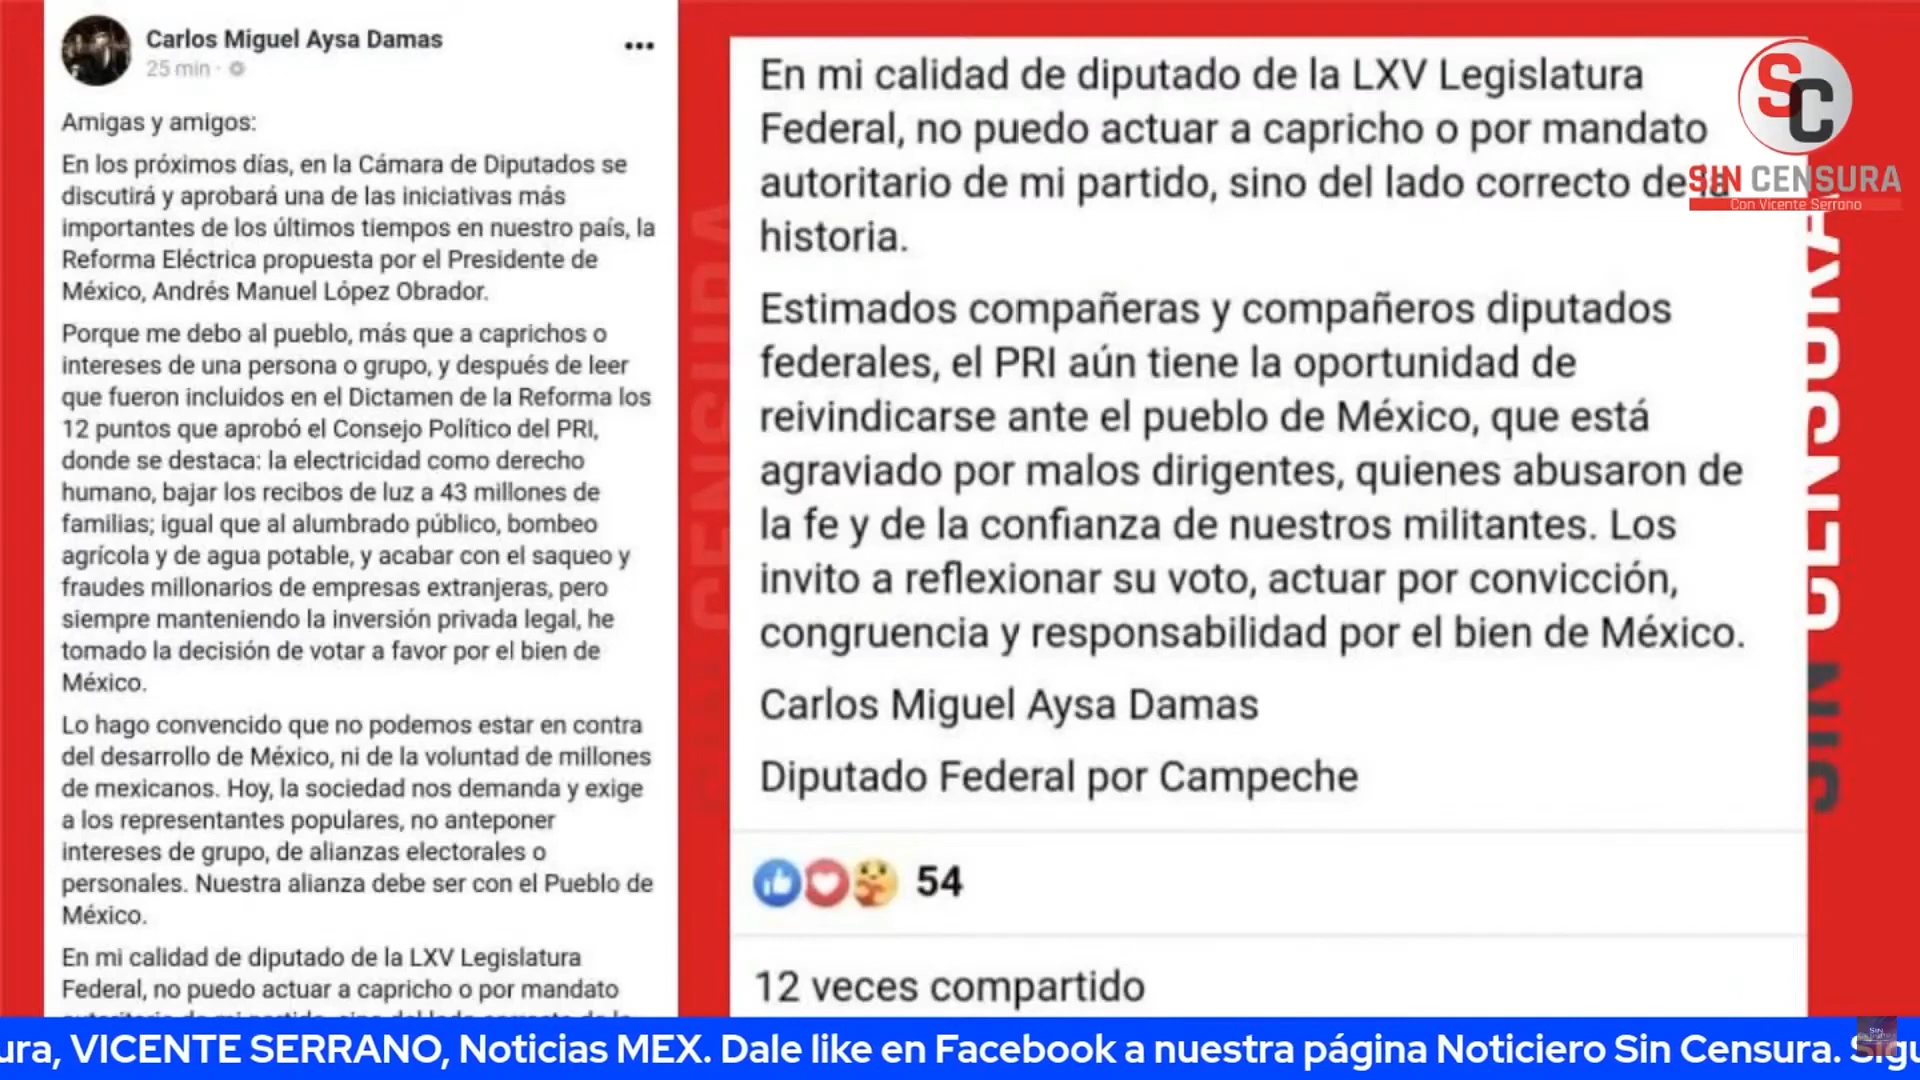 Carlos Miguel Aysa Damas
25 min
Amigas y amigos:
En los próximos días, en la Cámara de Diputados se
discutirá y aprobará una de las iniciativas más
importantes de los últimos tiempos en nuestro país, la
Reforma Eléctrica propuesta por el Presidente de
México, Andrés Manuel López Obrador.
Porque me debo al pueblo, más que a caprichos o
intereses de una persona o grupo, y después de leer
que fueron incluidos en el Dictamen de la Reforma los
12 puntos que aprobó el Consejo Político del PRI,
donde se destaca: la electricidad como derecho
humano, bajar los recibos de luz a 43 millones de
familias; igual que al alumbrado público, bombeo
agrícola y de agua potable, y acabar con el saqueo y
fraudes millonarios de empresas extranjeras, pero
siempre manteniendo la inversión privada legal, he
tomado la decisión de votar a favor por el bien de
México.
Lo hago convencido que no podemos estar en contra
del desarrollo de México, ni de la voluntad de millones
de mexicanos. Hoy, la sociedad nos demanda y exige
a los representantes populares, no anteponer
intereses de grupo, de alianzas electorales o
personales. Nuestra alianza debe ser con el Pueblo de
México.
En mi calidad de diputado de la LXV Legislatura
Federal, no puedo actuar a capricho o por mandato
En mi calidad de diputado de la LXV Legislatura
Federal, no puedo actuar a capricho o por mandato
autoritario de mi partido, sino del lado correcto de la
historia.
Estimados compañeras y compañeros diputados
federales, el PRI aún tiene la oportunidad de
reivindicarse ante el pueblo de México, que está
agraviado por malos dirigentes, quienes abusaron de
la fe y de la confianza de nuestros militantes. Los
invito a reflexionar su voto, actuar por convicción,
congruencia y responsabilidad por el bien de México.
Carlos Miguel Aysa Damas
Diputado Federal por Campeche
54
12 veces compartido
SC
SIN CENSURA
Con Vicente Serrano
SIN CENSURA
SIN CENSURA
ura, VICENTE SERRANO, Noticias MEX. Dale like en Facebook a nuestra página Noticiero Sin Censura.